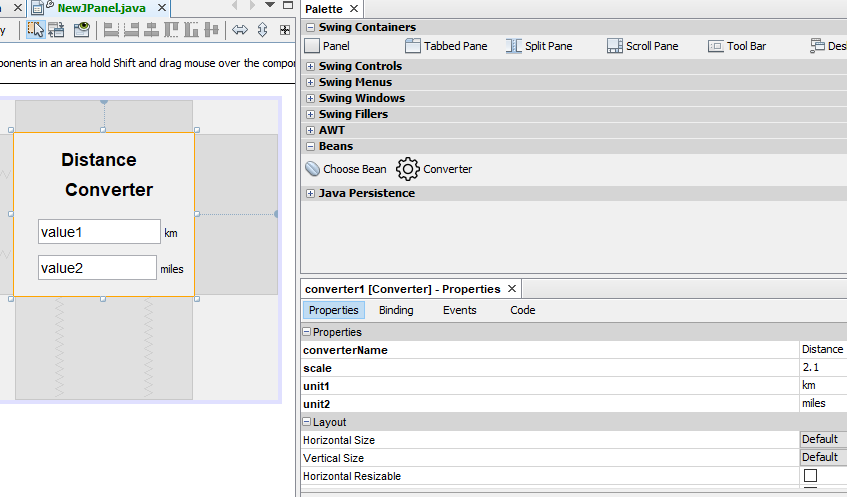 NewJPanel.java
ponents in an area hold Shift and drag mouse over the compo
Distance
Converter
value1 km
value2 miles
Palette
Swing Containers
Panel Tabbed Pane Split Pane Scroll Pane Tool Bar Des
Swing Controls
Swing Menus
Swing Windows
Swing Fillers
AWT
Beans
Choose Bean Converter
Java Persistence
converter1 [Converter] - Properties
Properties Binding Events Code
Properties
converterName Distance
scale 2.1
unit1 km
unit2 miles
Layout
Horizontal Size Default
Vertical Size Default
Horizontal Resizable